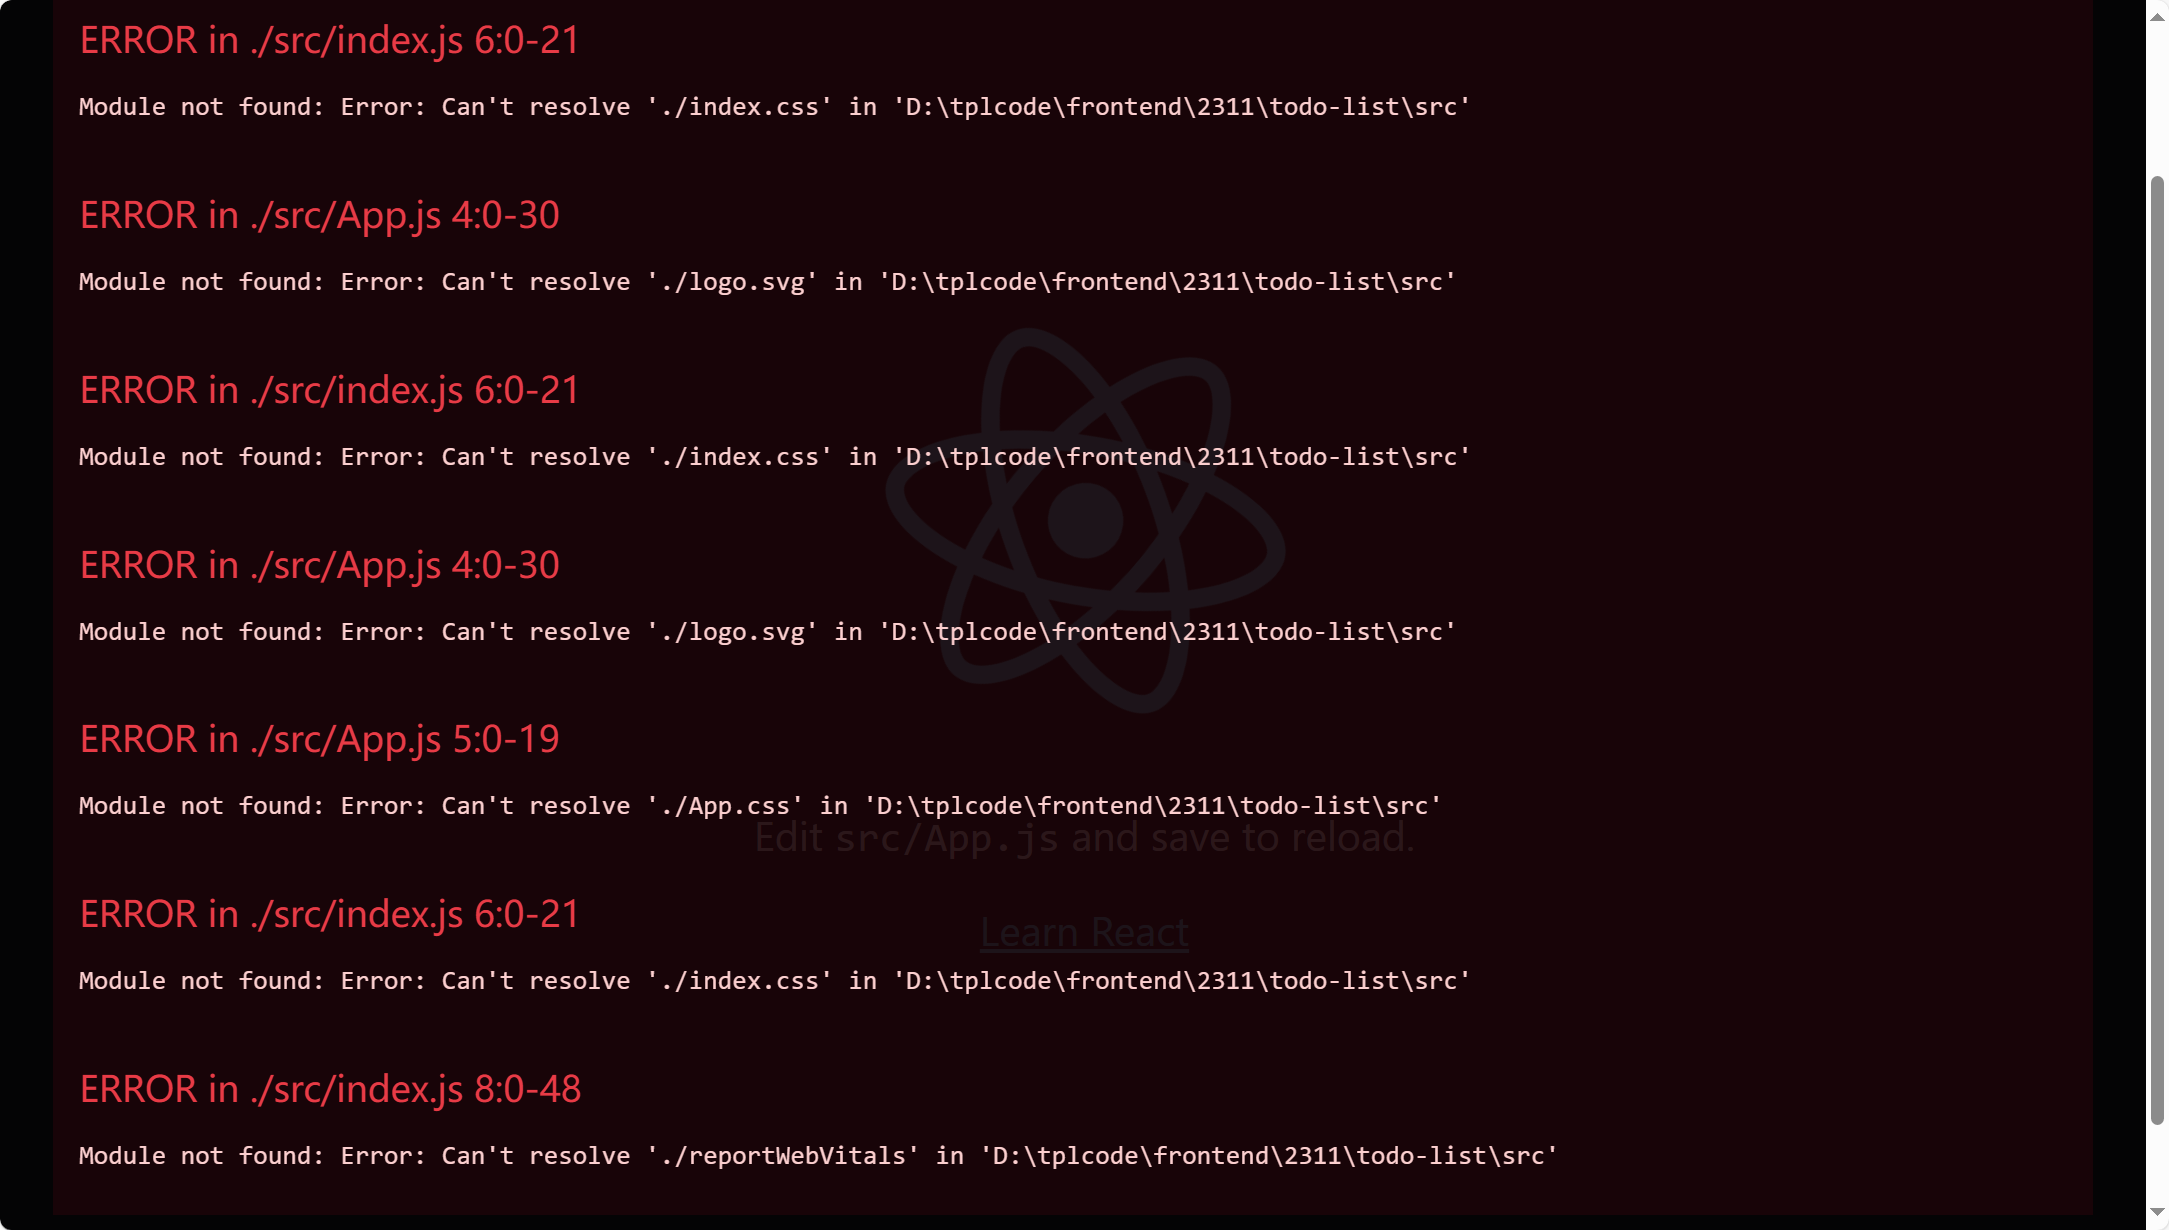 ERROR in ./src/index.js 6:0-21
Module not found: Error: Can't resolve './index.css' in 'D:\tplcode\frontend\2311\todo-list\src'
ERROR in ./src/App.js 4:0-30
Module not found: Error: Can't resolve './logo.svg' in 'D:\tplcode\frontend\2311\todo-list\src'
ERROR in ./src/index.js 6:0-21
Module not found: Error: Can't resolve './index.css' in 'D:\tplcode\frontend\2311\todo-list\src'
ERROR in ./src/App.js 4:0-30
Module not found: Error: Can't resolve './logo.svg' in 'D:\tplcode\frontend\2311\todo-list\src'
ERROR in ./src/App.js 5:0-19
Module not found: Error: Can't resolve './App.css' in 'D:\tplcode\frontend\2311\todo-list\src'
Edit src/App.js and save to reload.
ERROR in ./src/index.js 6:0-21
Learn React
Module not found: Error: Can't resolve './index.css' in 'D:\tplcode\frontend\2311\todo-list\src'
ERROR in ./src/index.js 8:0-48
Module not found: Error: Can't resolve './reportWebVitals' in 'D:\tplcode\frontend\2311\todo-list\src'